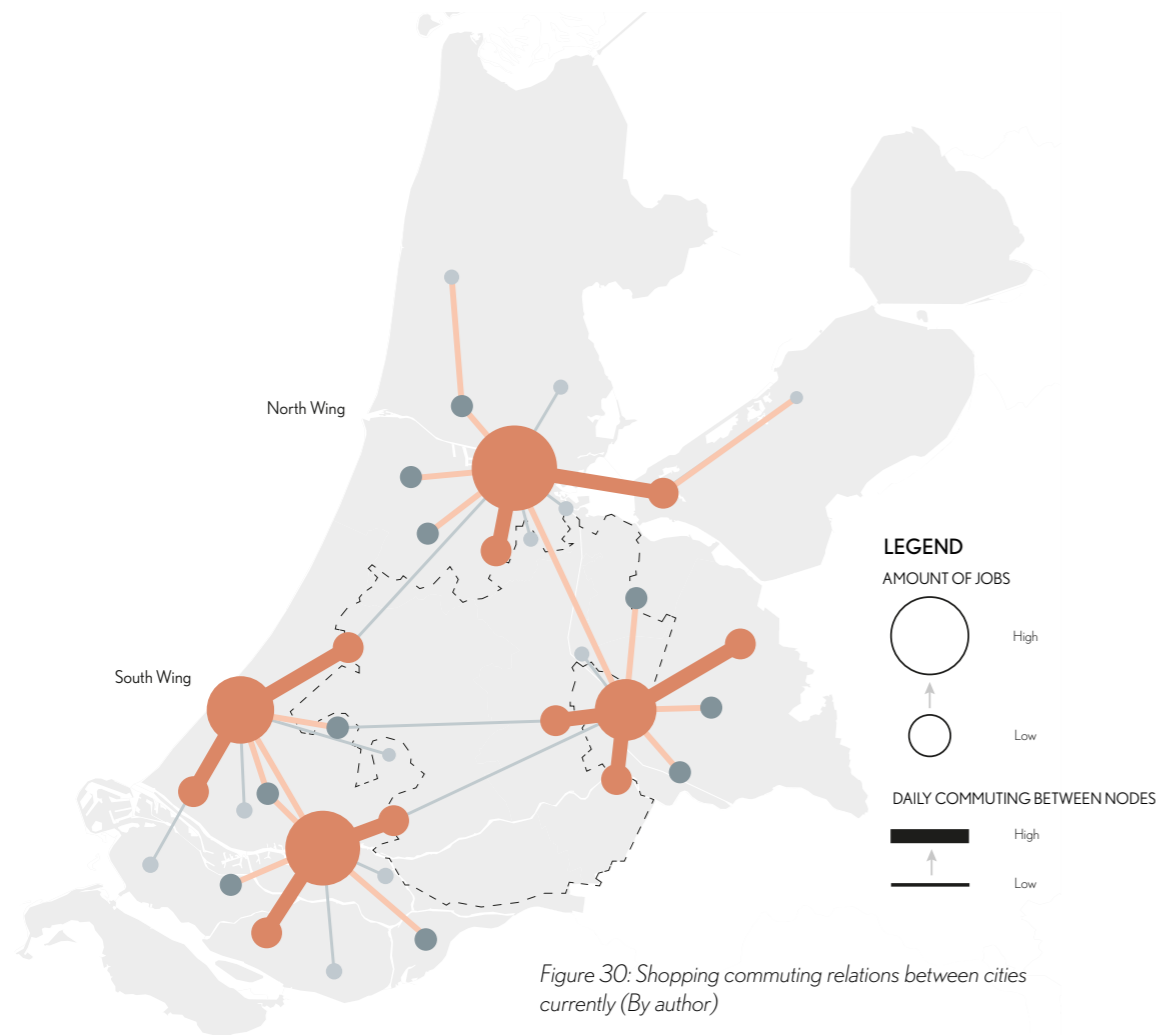 North Wing
South Wing
LEGEND
AMOUNT OF JOBS
High
Low
DAILY COMMUTING BETWEEN NODES
High
Low
Figure 30: Shopping commuting relations between cities
currently (By author)